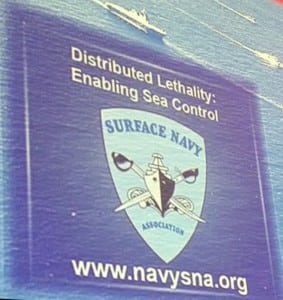 Distributed Lethality:
Enabling Sea Control
SURFACE NAVY
ASSOCIATION
www.navysna.org